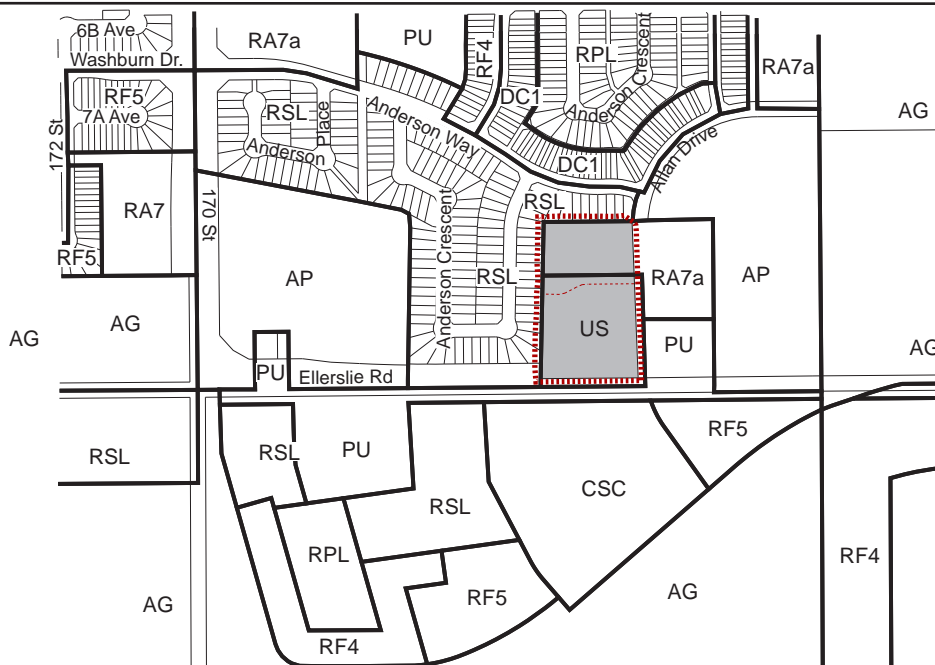 6B Ave
Washburn Dr.
RA7a
PU
RF4
RPL
Anderson Crescent
RA7a
AG
RF5
7A Ave
172 St
RSL
Place
Anderson
Anderson Way
DC1
DC1
Allan Drive
RA7
170 St
RF5
AP
Anderson Crescent
RSL
RSL
RA7a
AP
AG
AG
US
PU
AG
PU
Ellerslie Rd
RSL
RSL
PU
RSL
CSC
RF5
RPL
RF4
AG
RF5
AG
RF4